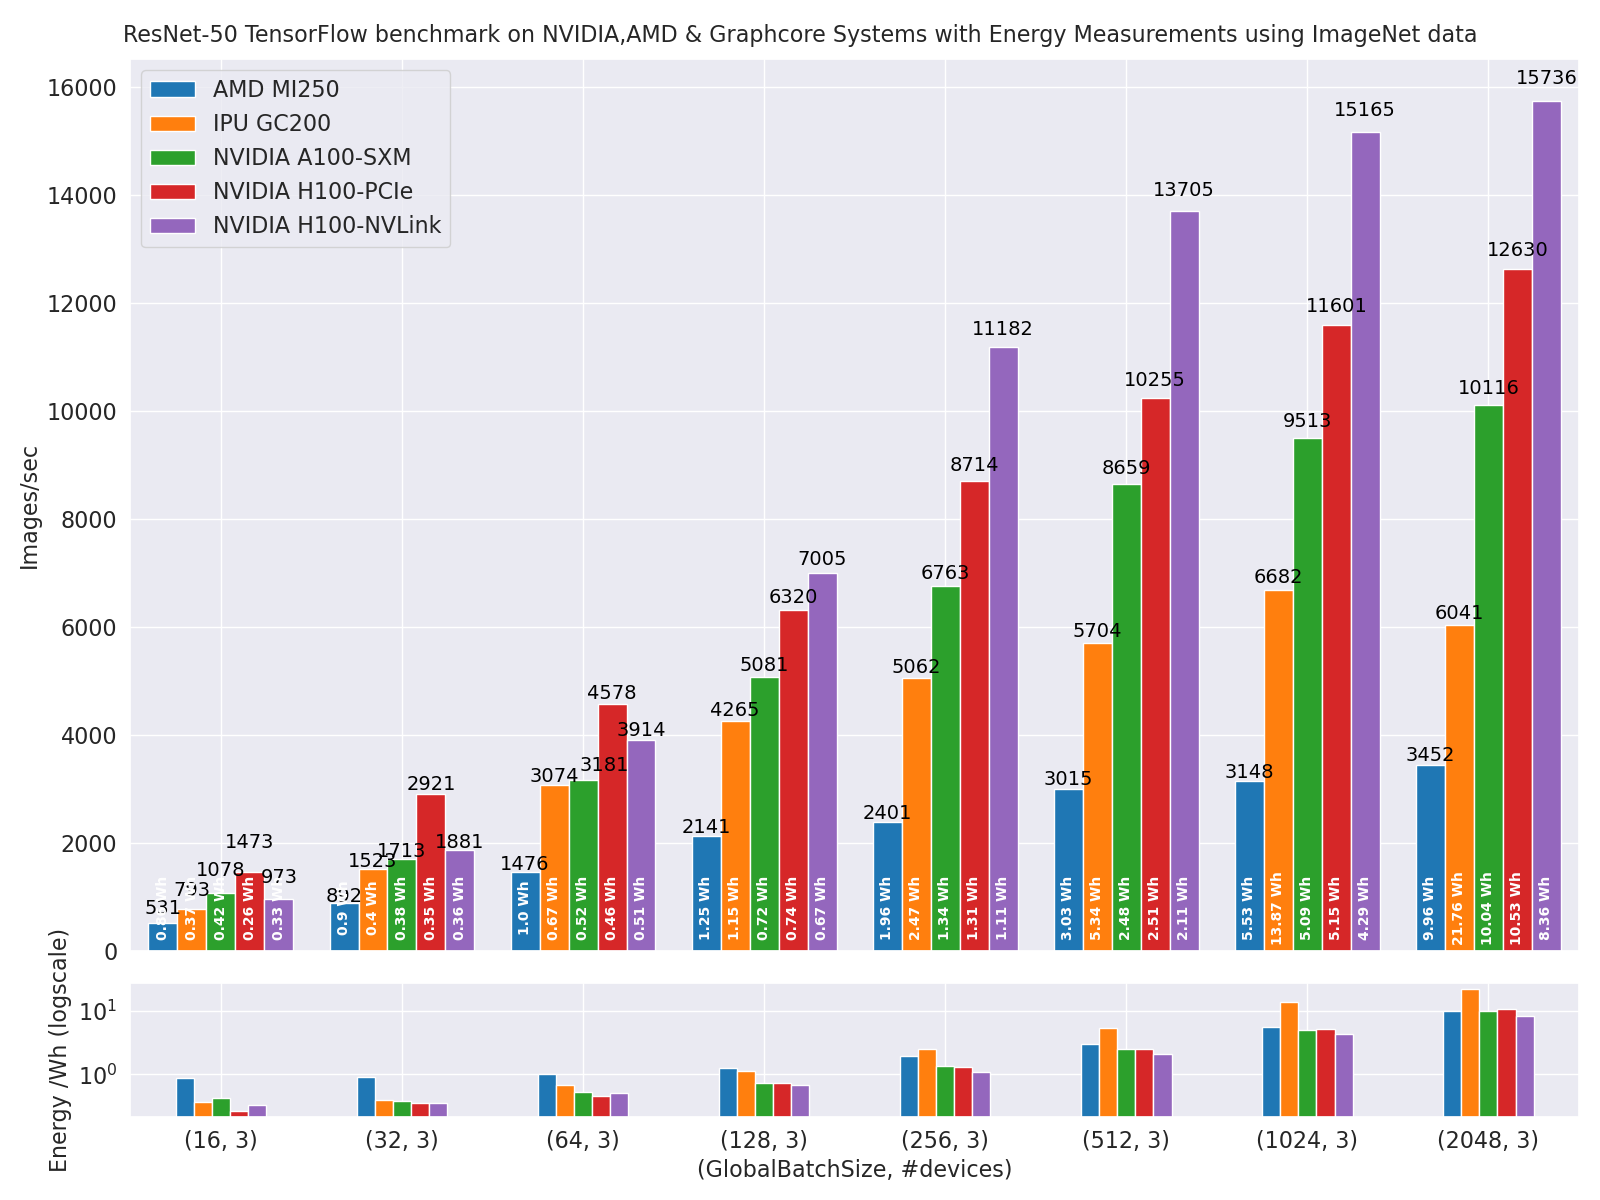 ResNet-50 TensorFlow benchmark on NVIDIA,AMD & Graphcore Systems with Energy Measurements using ImageNet data
AMD MI250
IPU GC200
NVIDIA A100-SXM
NVIDIA H100-PCIe
NVIDIA H100-NVLink
Images/sec
16000
14000
12000
10000
8000
6000
4000
2000
0
531
793
1078
1473
973
892
1523
1713
2921
1881
1476
3074
3181
4578
3914
2141
4265
5081
6320
7005
2401
5062
6763
8714
11182
3015
5704
8659
10255
13705
3148
6682
9513
11601
15165
3452
6041
10116
12630
15736
Wh
0.37 Wh
0.42 Wh
0.26 Wh
0.33 Wh
0.9 Wh
0.4 Wh
0.38 Wh
0.35 Wh
0.36 Wh
1.0 Wh
0.67 Wh
0.52 Wh
0.46 Wh
0.51 Wh
1.25 Wh
1.15 Wh
0.72 Wh
0.74 Wh
0.67 Wh
1.96 Wh
2.47 Wh
1.34 Wh
1.31 Wh
1.11 Wh
3.03 Wh
5.34 Wh
2.48 Wh
2.51 Wh
2.11 Wh
5.53 Wh
13.87 Wh
5.09 Wh
5.15 Wh
4.29 Wh
9.96 Wh
21.76 Wh
10.04 Wh
10.53 Wh
8.36 Wh
Energy /Wh (logscale)
10¹
10⁰
(16, 3)
(32, 3)
(64, 3)
(128, 3)
(256, 3)
(512, 3)
(1024, 3)
(2048, 3)
(GlobalBatchSize, #devices)